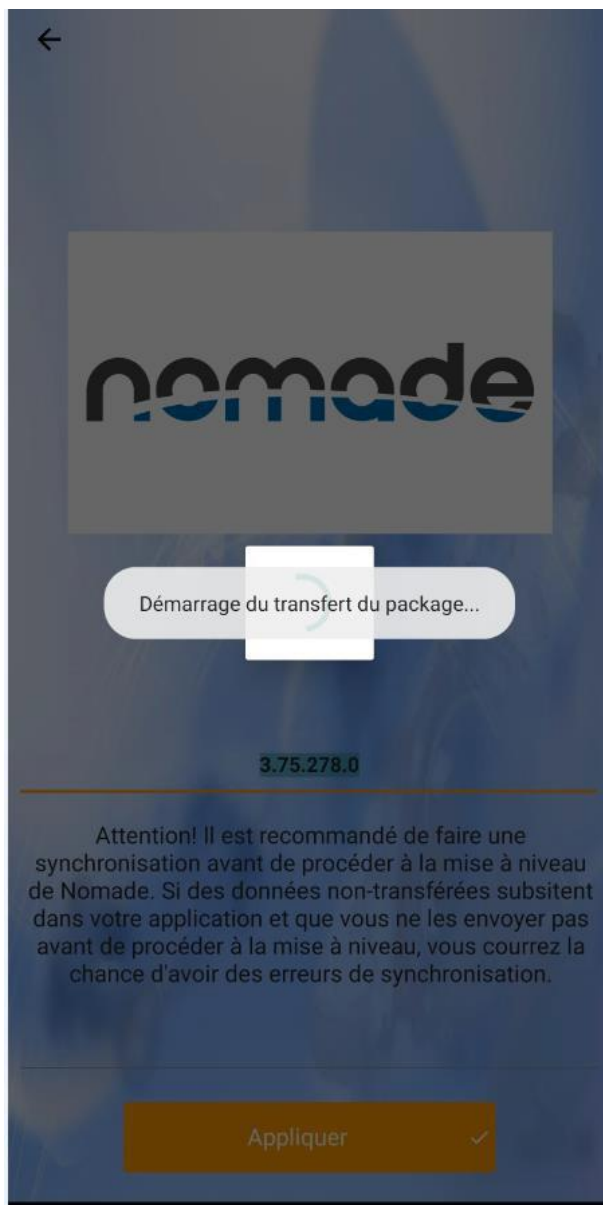 nomade
Démarrage du transfert du package...
3.75.278.0
Attention! Il est recommandé de faire une
synchronisation avant de procéder à la mise à niveau
de Nomade. Si des données non-transférées subsitent
dans votre application et que vous ne les envoyer pas
avant de procéder à la mise à niveau, vous courrez la
chance d'avoir des erreurs de synchronisation.
Appliquer